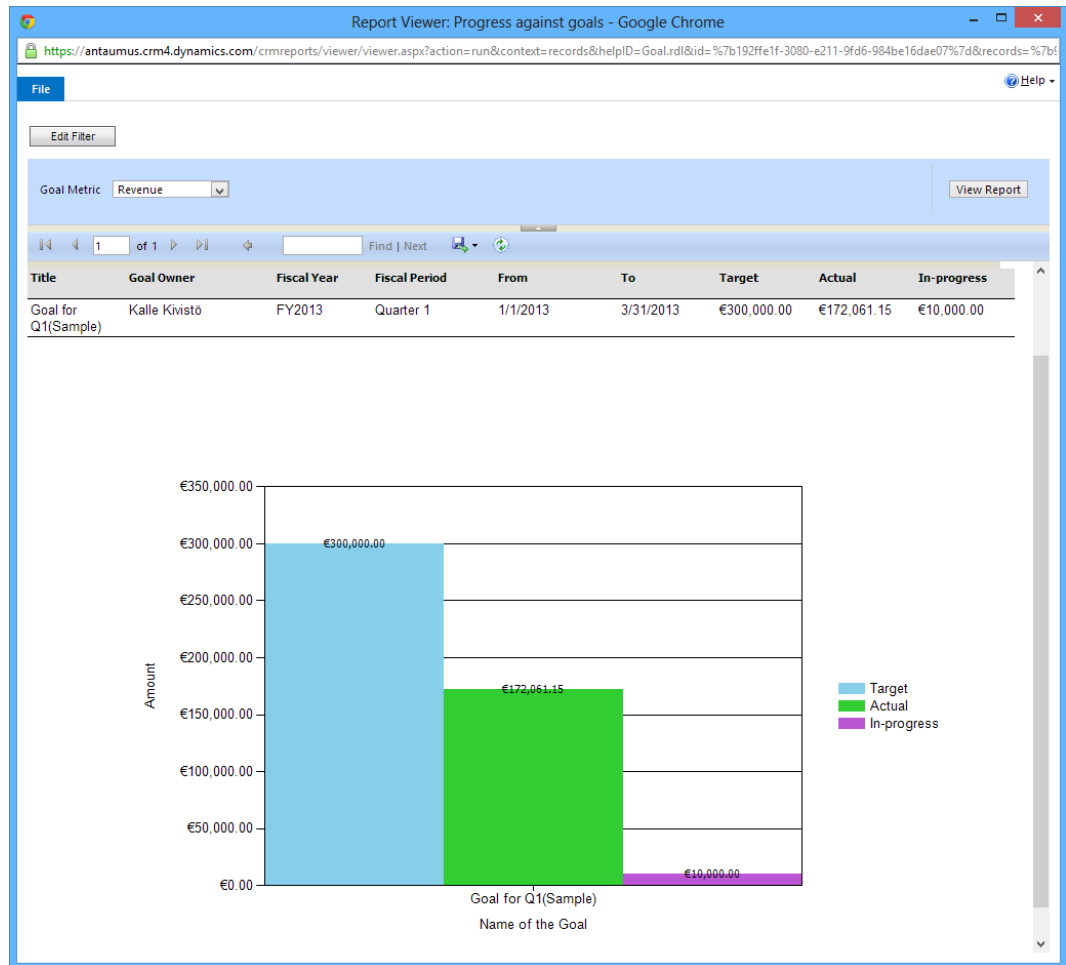 Report Viewer: Progress against goals - Google Chrome
https://antaumus.crm4.dynamics.com/crmreports/viewer/viewer.aspx?action=run&context=records&helpID=Goal.rdl&id=%7b192ffe1f-3080-e211-9fd6-984be16dae07%7d&records=%7b9
File
Help
Edit Filter
Goal Metric Revenue View Report
1 of 1 Find | Next
Title Goal Owner Fiscal Year Fiscal Period From To Target Actual In-progress
Goal for Kalle Kivistö FY2013 Quarter 1 1/1/2013 3/31/2013 €300,000.00 €172,061.15 €10,000.00
Q1(Sample)
€350,000.00
€300,000.00
€300,000.00
€250,000.00
€200,000.00
€172,061.15
€150,000.00
€100,000.00
€50,000.00
€10,000.00
€0.00
Amount
Target
Actual
In-progress
Goal for Q1(Sample)
Name of the Goal